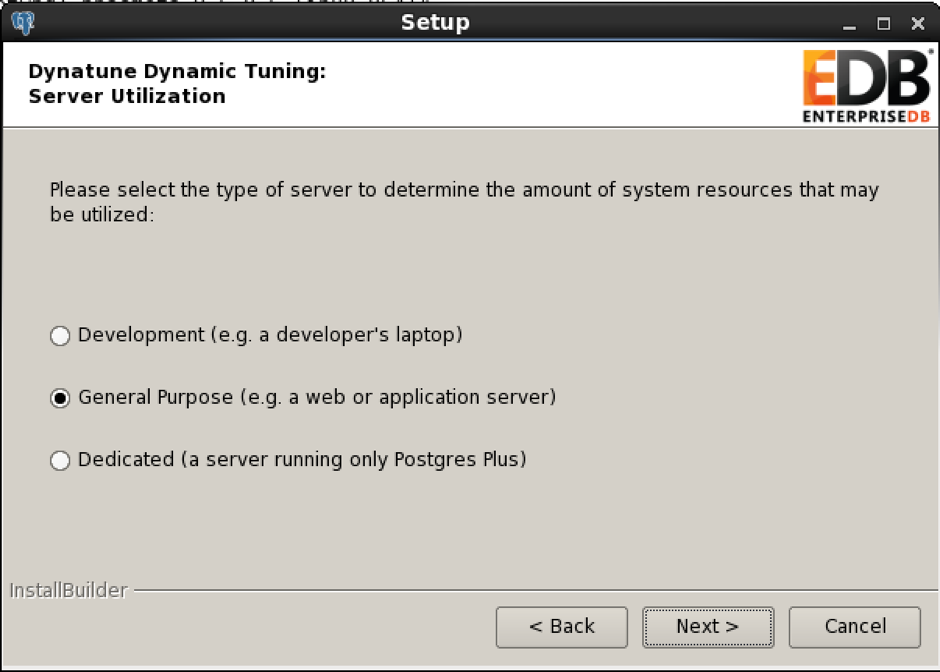 Setup
Dynatune Dynamic Tuning:
Server Utilization
EDB
ENTERPRISEDB
Please select the type of server to determine the amount of system resources that may
be utilized:
Development (e.g. a developer's laptop)
General Purpose (e.g. a web or application server)
Dedicated (a server running only Postgres Plus)
InstallBuilder
< Back
Next >
Cancel